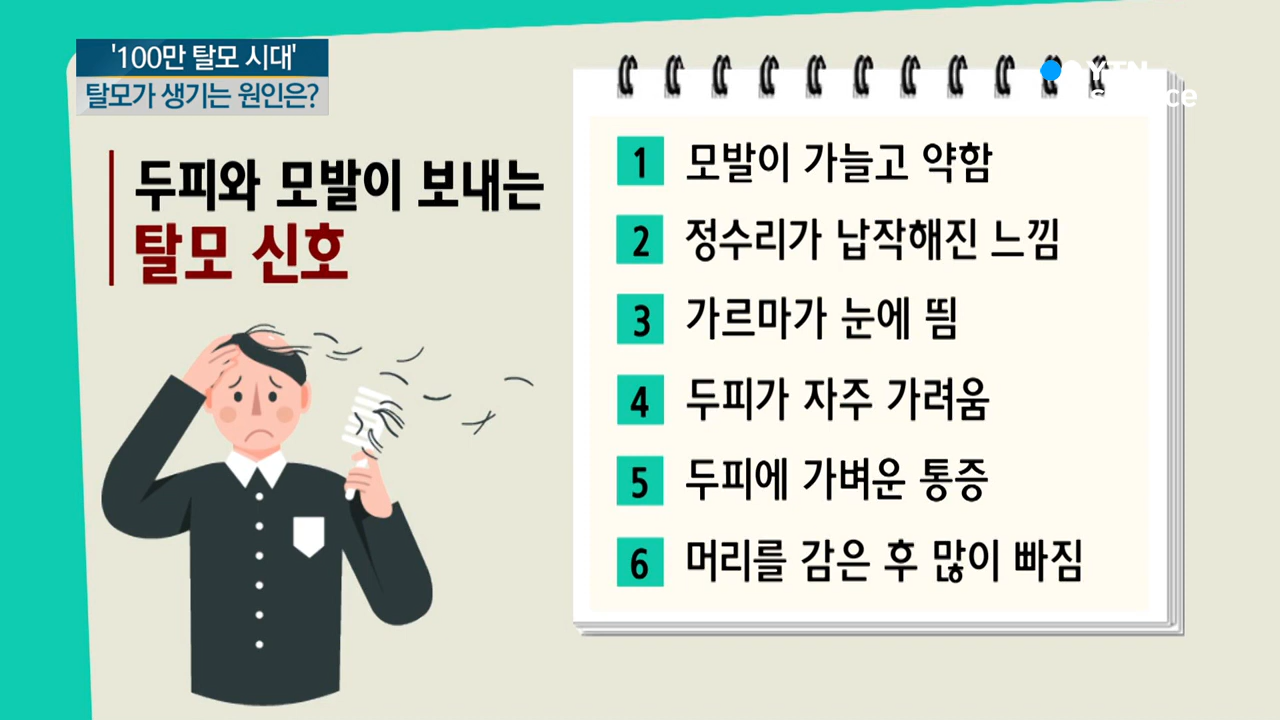 '100만 탈모 시대'
탈모가 생기는 원인은?
YTN
science
두피와 모발이 보내는
탈모 신호
1 모발이 가늘고 약함
2 정수리가 납작해진 느낌
3 가르마가 눈에 띔
4 두피가 자주 가려움
5 두피에 가벼운 통증
6 머리를 감은 후 많이 빠짐